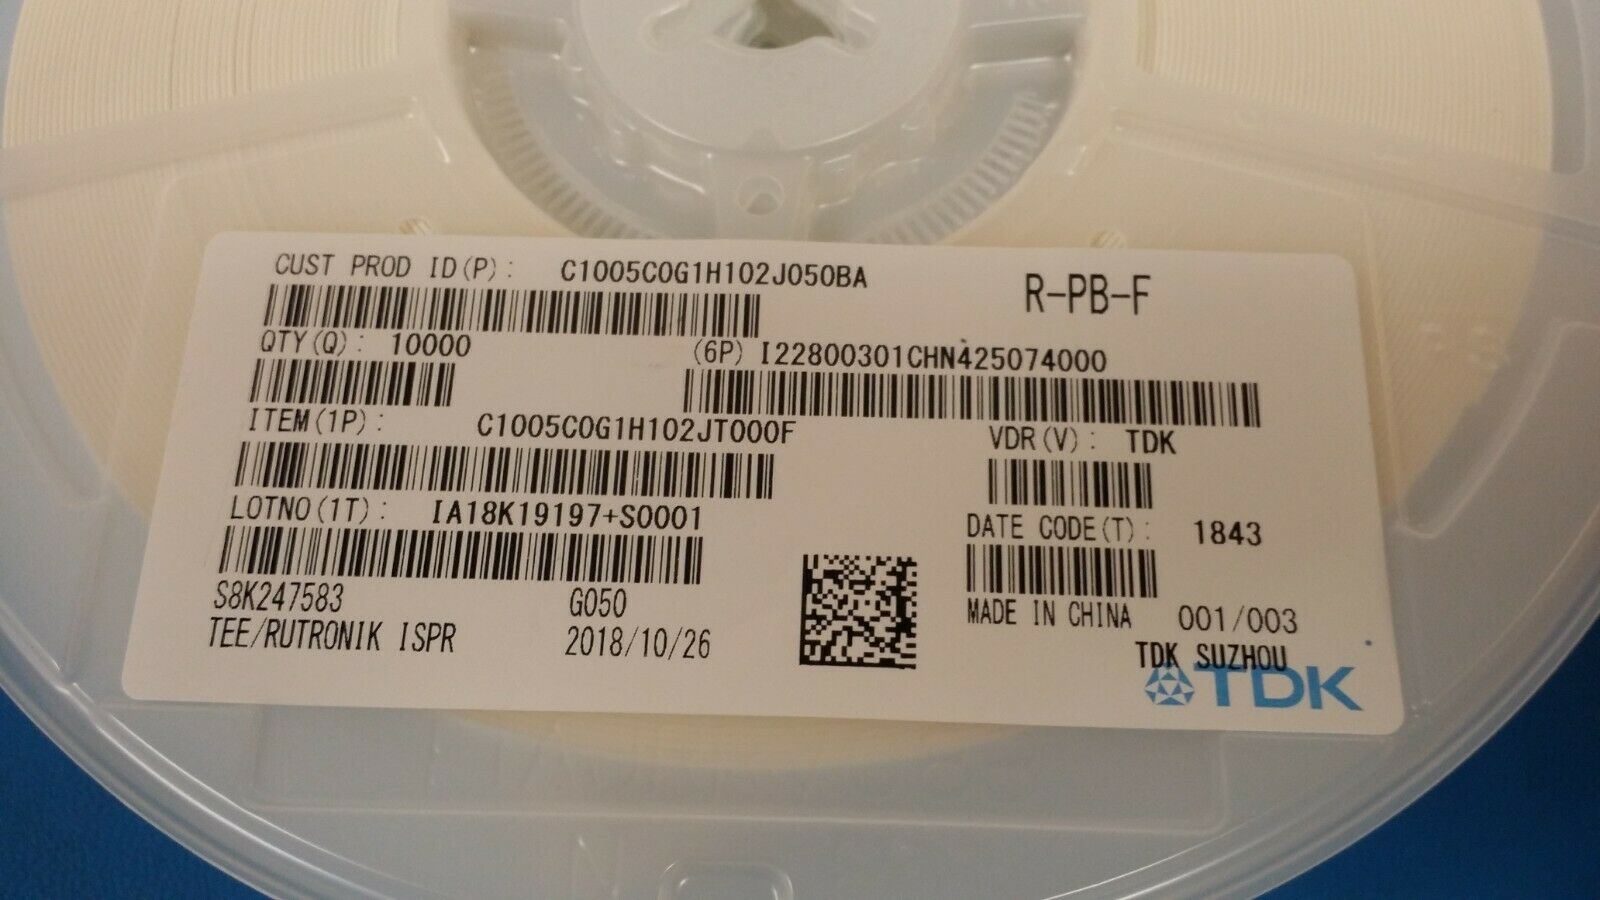 CUST PROD ID(P): C1005C0G1H102J050BA
R-PB-F
QTY(Q): 10000
(6P) I22800301CHN425074000
ITEM(1P): C1005C0G1H102JT000F
VDR(V): TDK
LOTNO(1T): IA18K19197+S0001
DATE CODE(T): 1843
S8K247583 G050
MADE IN CHINA 001/003
TEE/RUTRONIK ISPR 2018/10/26
TDK SUZHOU
TDK